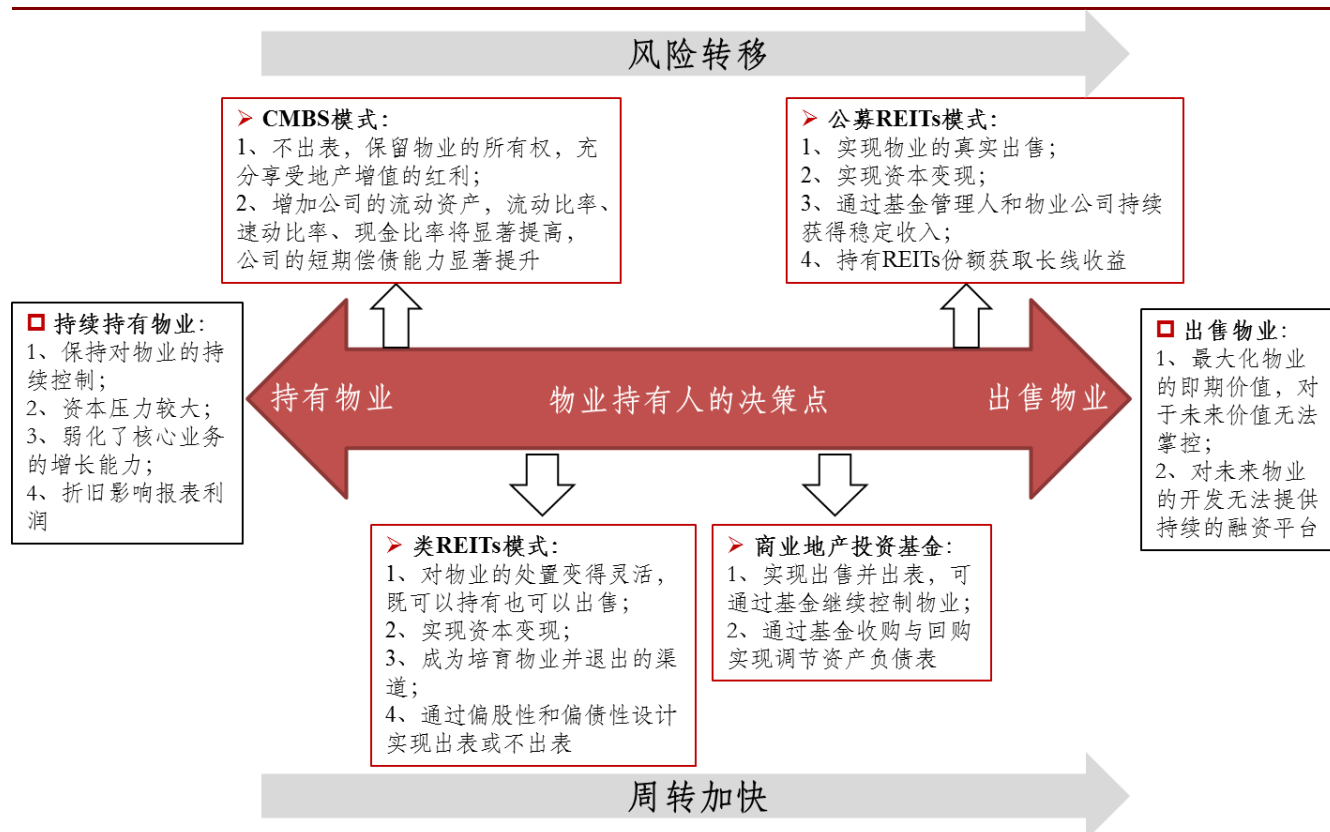 风险转移
➢ CMBS模式：
1、不出表，保留物业的所有权，充
分享受地产增值的红利；
2、增加公司的流动资产，流动比率、
速动比率、现金比率将显著提高，
公司的短期偿债能力显著提升
➢ 公募REITs模式：
1、实现物业的真实出售；
2、实现资本变现；
3、通过基金管理人和物业公司持续
获得稳定收入；
4、持有REITs份额获取长线收益
持续持有物业：
1、保持对物业的持
续控制；
2、资本压力较大；
3、弱化了核心业务
的增长能力；
4、折旧影响报表利
润
持有物业
物业持有人的决策点
出售物业
出售物业：
1、最大化物业
的即期价值，对
于未来价值无法
掌控；
2、对未来物业
的开发无法提供
持续的融资平台
➢ 类REITs模式：
1、对物业的处置变得灵活，
既可以持有也可以出售；
2、实现资本变现；
3、成为培育物业并退出的渠
道；
4、通过偏股性和偏债性设计
实现出表或不出表
➢ 商业地产投资基金：
1、实现出售并出表，可
通过基金继续控制物业；
2、通过基金收购与回购
实现调节资产负债表
周转加快